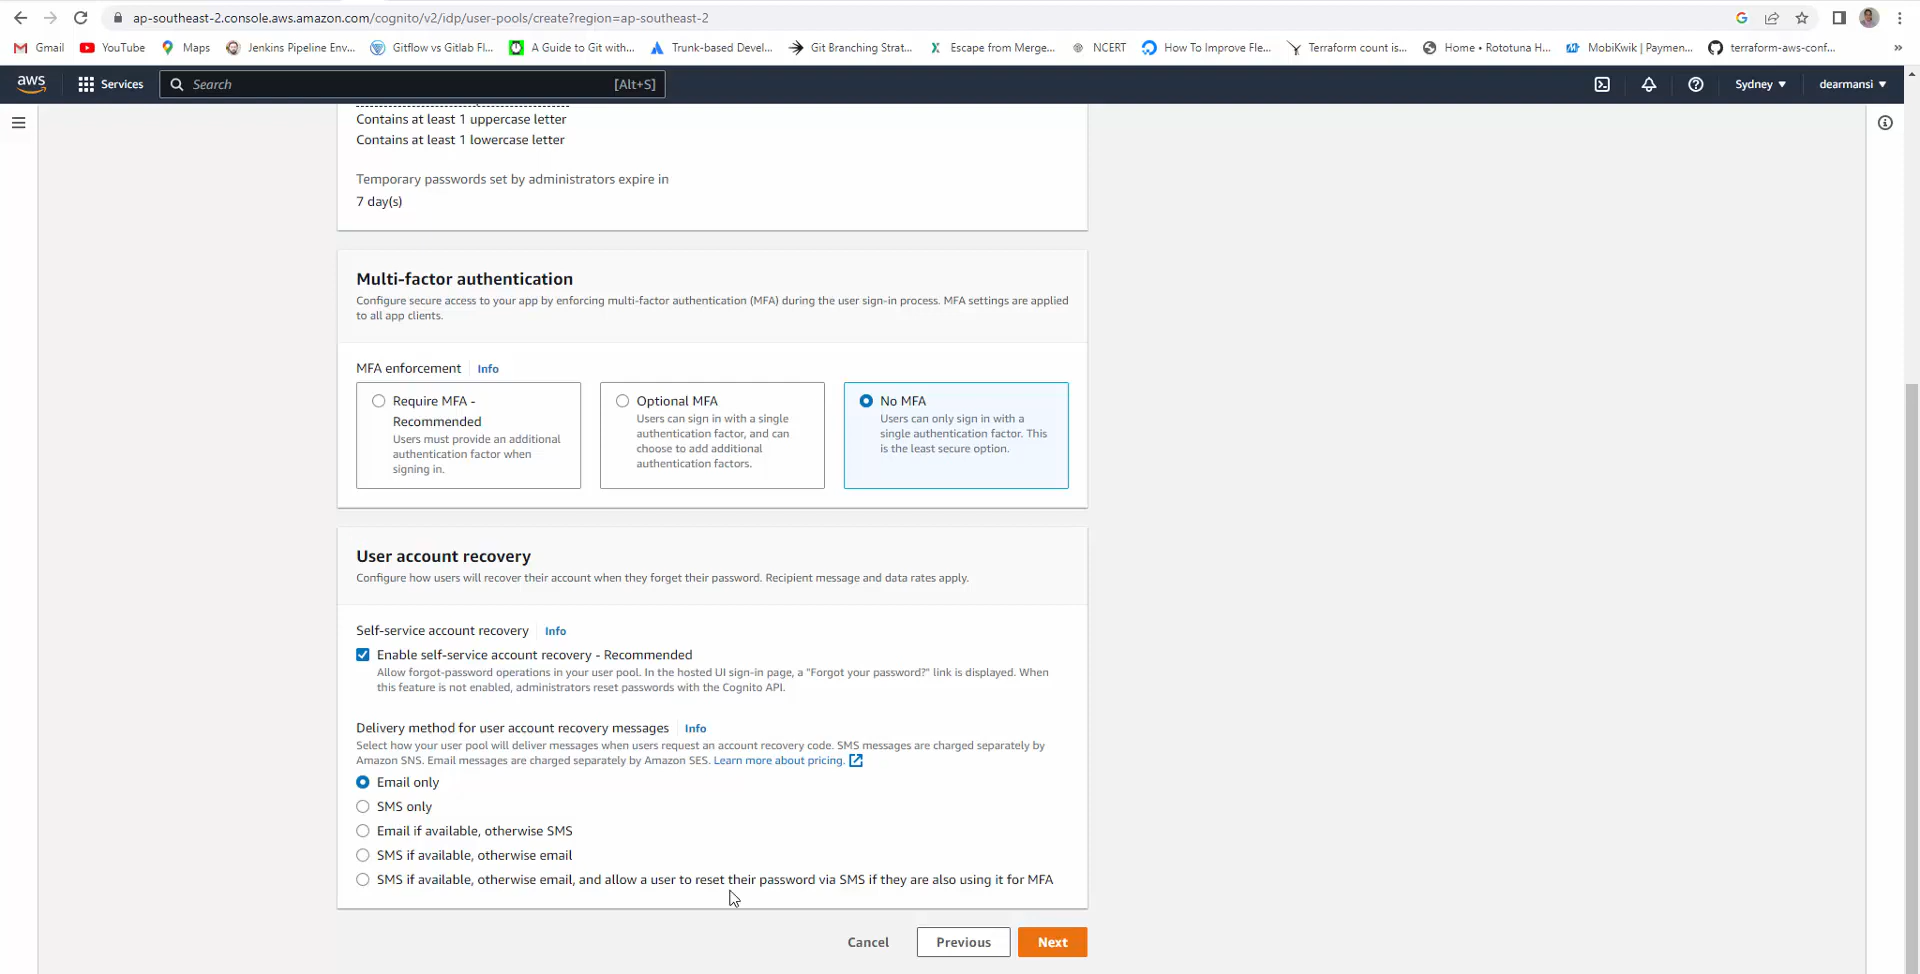 ap-southeast-2.console.aws.amazon.com/cognito/v2/idp/user-pools/create?region=ap-southeast-2
Gmail YouTube Maps Jenkins Pipeline Env... Gitflow vs Gitlab Fl... A Guide to Git with... Trunk-based Devel... Git Branching Strat... Escape from Merge... NCERT How To Improve Fle... Terraform count is... Home • Rototuna H... MobiKwik | Paymen... terraform-aws-conf... »
aws Services Search [Alt+S] Sydney dearmansi
Contains at least 1 uppercase letter
Contains at least 1 lowercase letter
Temporary passwords set by administrators expire in
7 day(s)
Multi-factor authentication
Configure secure access to your app by enforcing multi-factor authentication (MFA) during the user sign-in process. MFA settings are applied
to all app clients.
MFA enforcement Info
Require MFA -
Recommended
Users must provide an additional
authentication factor when
signing in.
Optional MFA
Users can sign in with a single
authentication factor, and can
choose to add additional
authentication factors.
No MFA
Users can only sign in with a
single authentication factor. This
is the least secure option.
User account recovery
Configure how users will recover their account when they forget their password. Recipient message and data rates apply.
Self-service account recovery Info
Enable self-service account recovery - Recommended
Allow forgot-password operations in your user pool. In the hosted UI sign-in page, a "Forgot your password?" link is displayed. When
this feature is not enabled, administrators reset passwords with the Cognito API.
Delivery method for user account recovery messages Info
Select how your user pool will deliver messages when users request an account recovery code. SMS messages are charged separately by
Amazon SNS. Email messages are charged separately by Amazon SES. Learn more about pricing.
Email only
SMS only
Email if available, otherwise SMS
SMS if available, otherwise email
SMS if available, otherwise email, and allow a user to reset their password via SMS if they are also using it for MFA
Cancel Previous Next